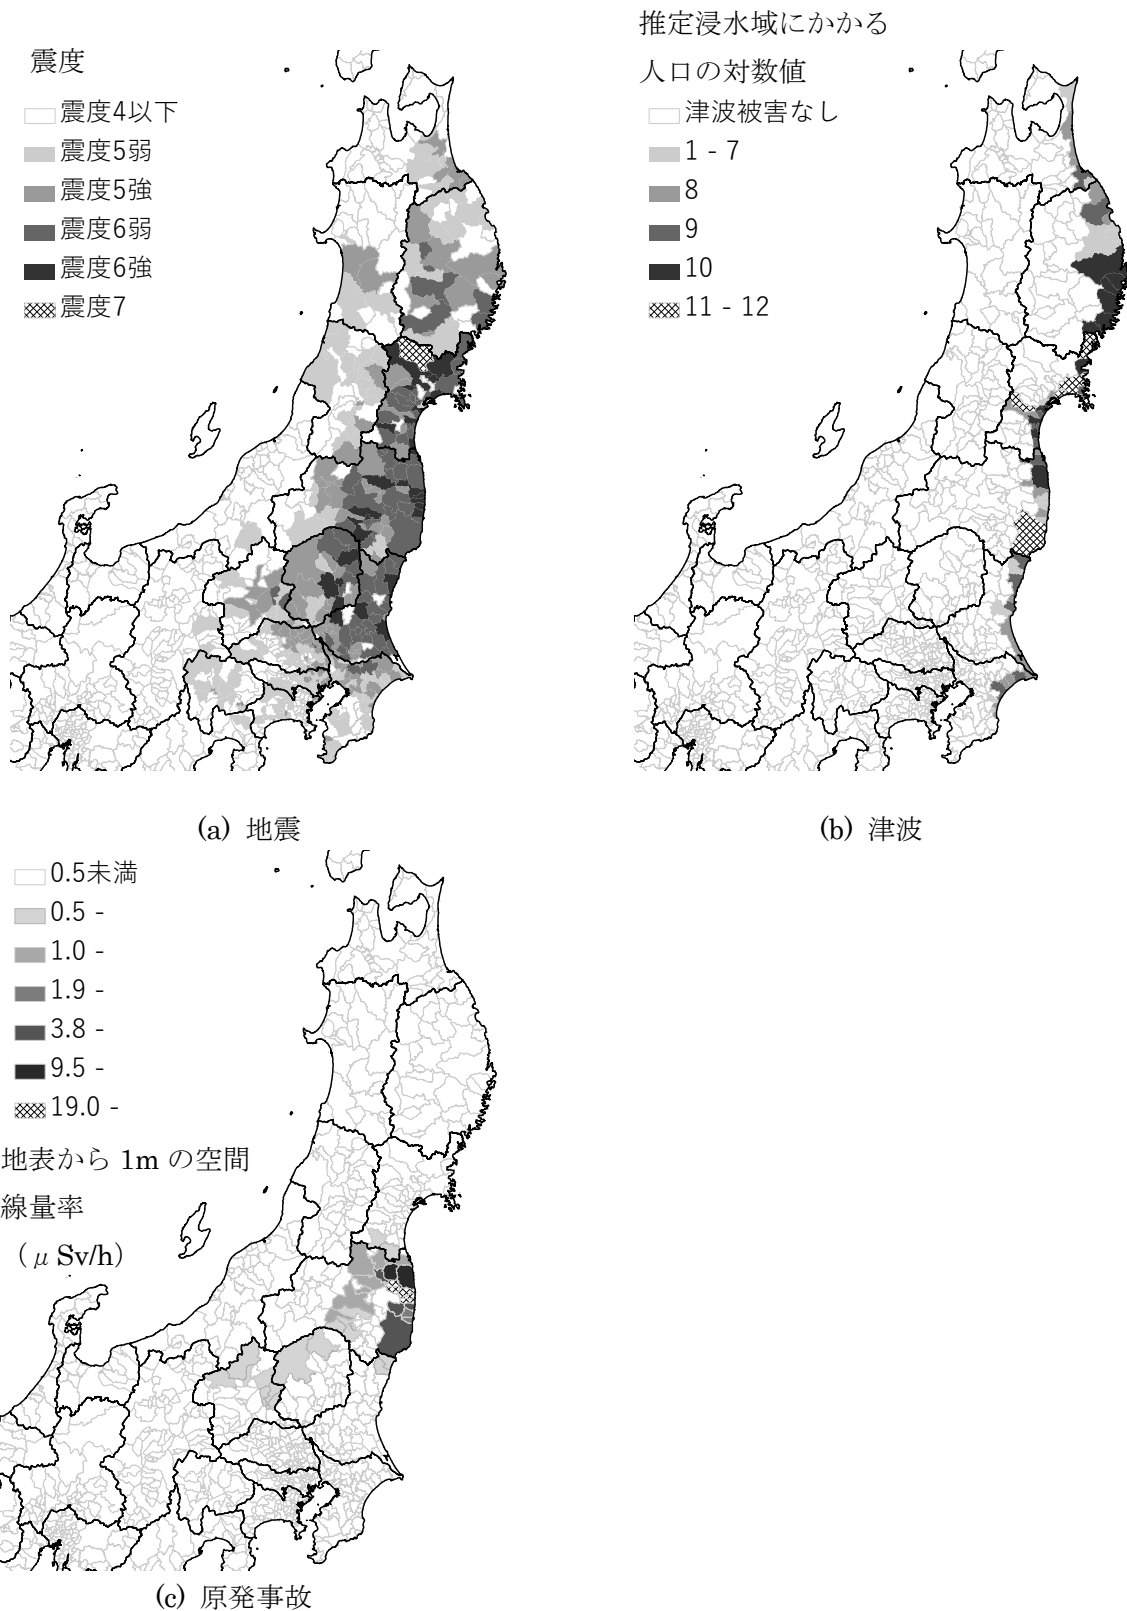 震度
震度4以下
震度5弱
震度5強
震度6弱
震度6強
震度7
(a) 地震
推定浸水域にかかる
人口の対数値
津波被害なし
1 - 7
8
9
10
11 - 12
(b) 津波
0.5未満
0.5 -
1.0 -
1.9 -
3.8 -
9.5 -
19.0 -
地表から 1m の空間
線量率
（μ Sv/h）
(c) 原発事故